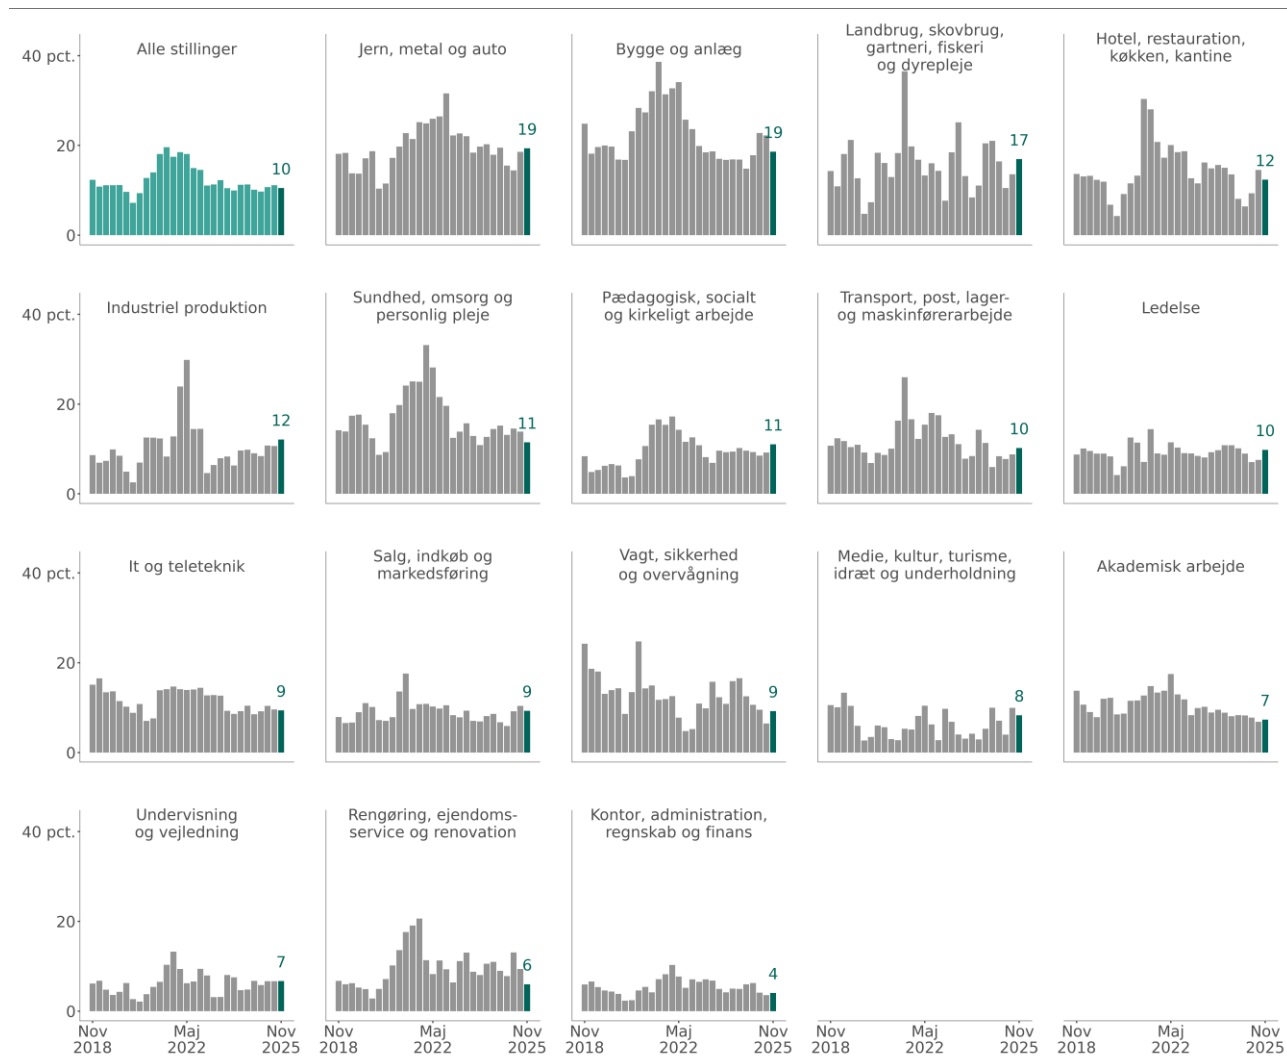 Alle stillinger
Jern, metal og auto
Bygge og anlæg
Landbrug, skovbrug,
gartneri, fiskeri
og dyrepleje
Hotel, restauration,
køkken, kantine
40 pct.
20
0
10
19
19
17
12
Industriel produktion
Sundhed, omsorg og
personlig pleje
Pædagogisk, socialt
og kirkeligt arbejde
Transport, post, lager-
og maskinførerarbejde
Ledelse
40 pct.
20
0
12
11
11
10
10
It og teleteknik
Salg, indkøb og
markedsføring
Vagt, sikkerhed
og overvågning
Medie, kultur, turisme,
idræt og underholdning
Akademisk arbejde
40 pct.
20
0
9
9
9
8
7
Undervisning
og vejledning
Rengøring, ejendoms-
service og renovation
Kontor, administration,
regnskab og finans
40 pct.
20
0
7
6
4
Nov
2018
Maj
2022
Nov
2025
Nov
2018
Maj
2022
Nov
2025
Nov
2018
Maj
2022
Nov
2025
Nov
2018
Maj
2022
Nov
2025
Nov
2018
Maj
2022
Nov
2025